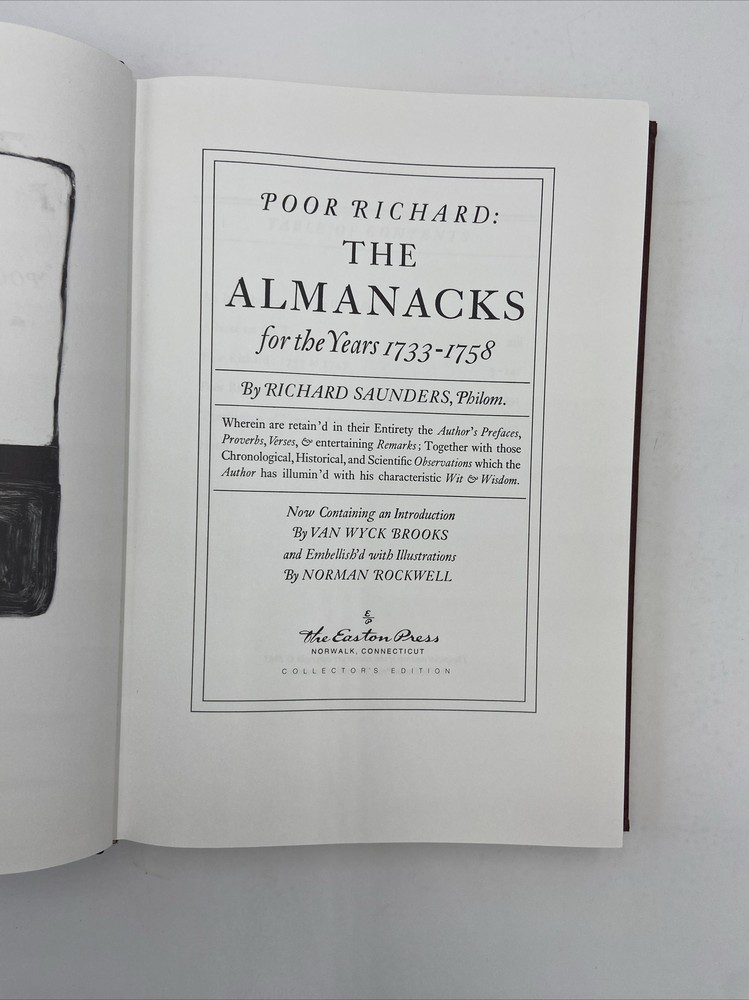 POOR RICHARD:
THE
ALMANACKS
for the Years 1733-1758
By RICHARD SAUNDERS, Philom.
Wherein are retain'd in their Entirety the Author's Prefaces,
Proverbs, Verses, & entertaining Remarks; Together with those
Chronological, Historical, and Scientific Observations which the
Author has illumin'd with his characteristic Wit & Wisdom.
Now Containing an Introduction
By VAN WYCK BROOKS
and Embellish'd with Illustrations
By NORMAN ROCKWELL
E
P
The Easton Press
NORWALK, CONNECTICUT
COLLECTOR'S EDITION